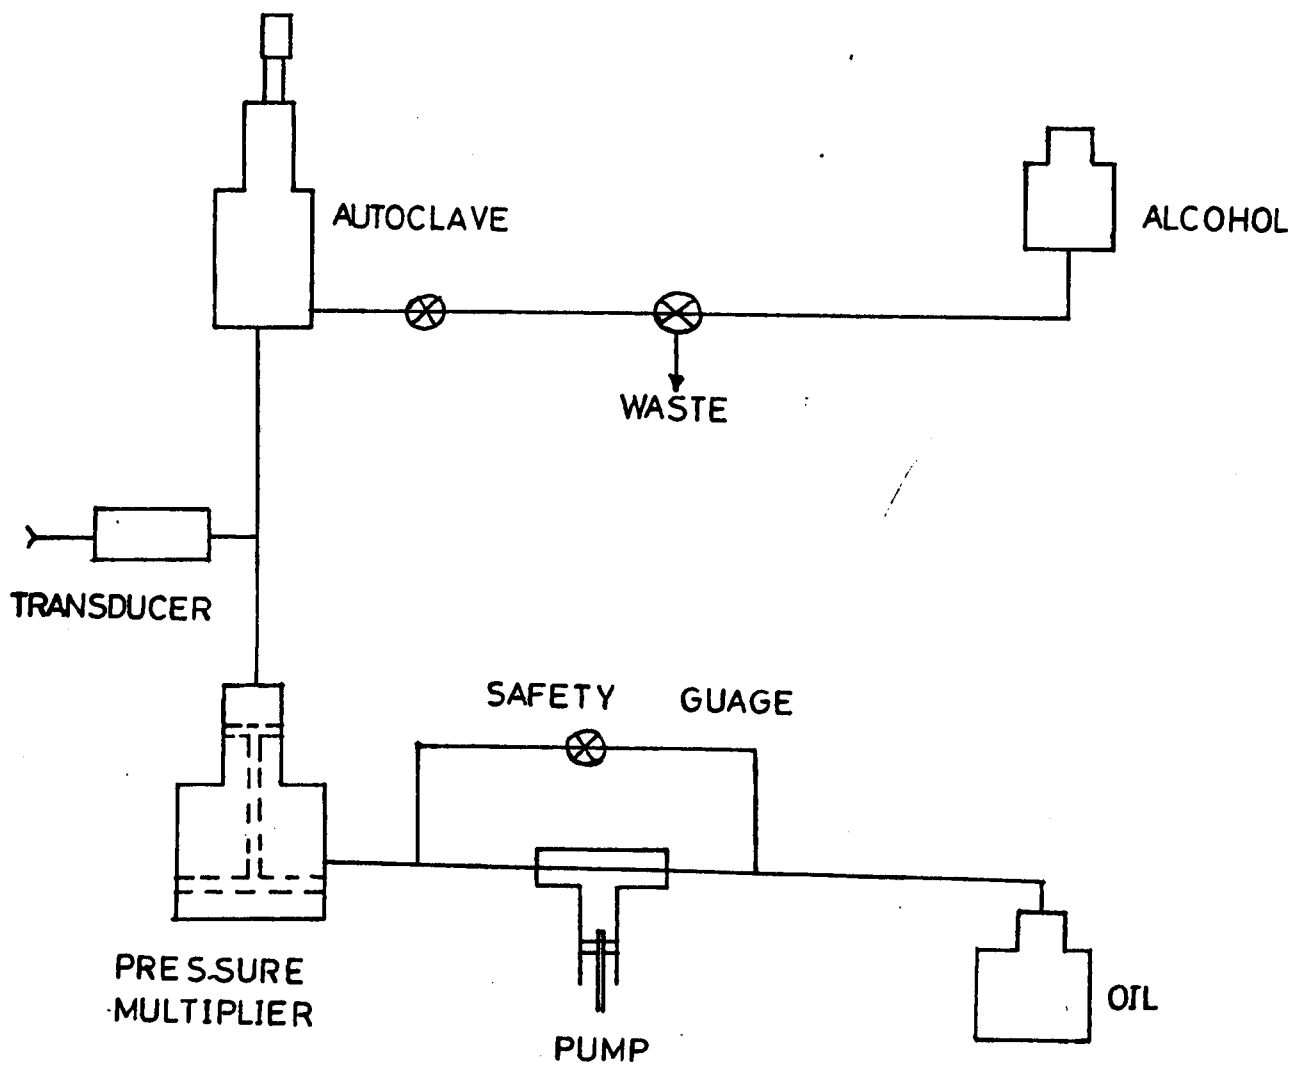 AUTOCLAVE
ALCOHOL
WASTE
TRANSDUCER
SAFETY GUAGE
PRESSURE
MULTIPLIER
OIL
PUMP